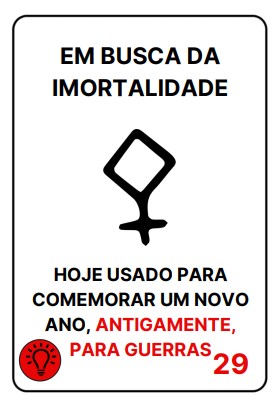 EM BUSCA DA
IMORTALIDADE
HOJE USADO PARA
COMEMORAR UM NOVO
ANO, ANTIGAMENTE,
PARA GUERRAS
29